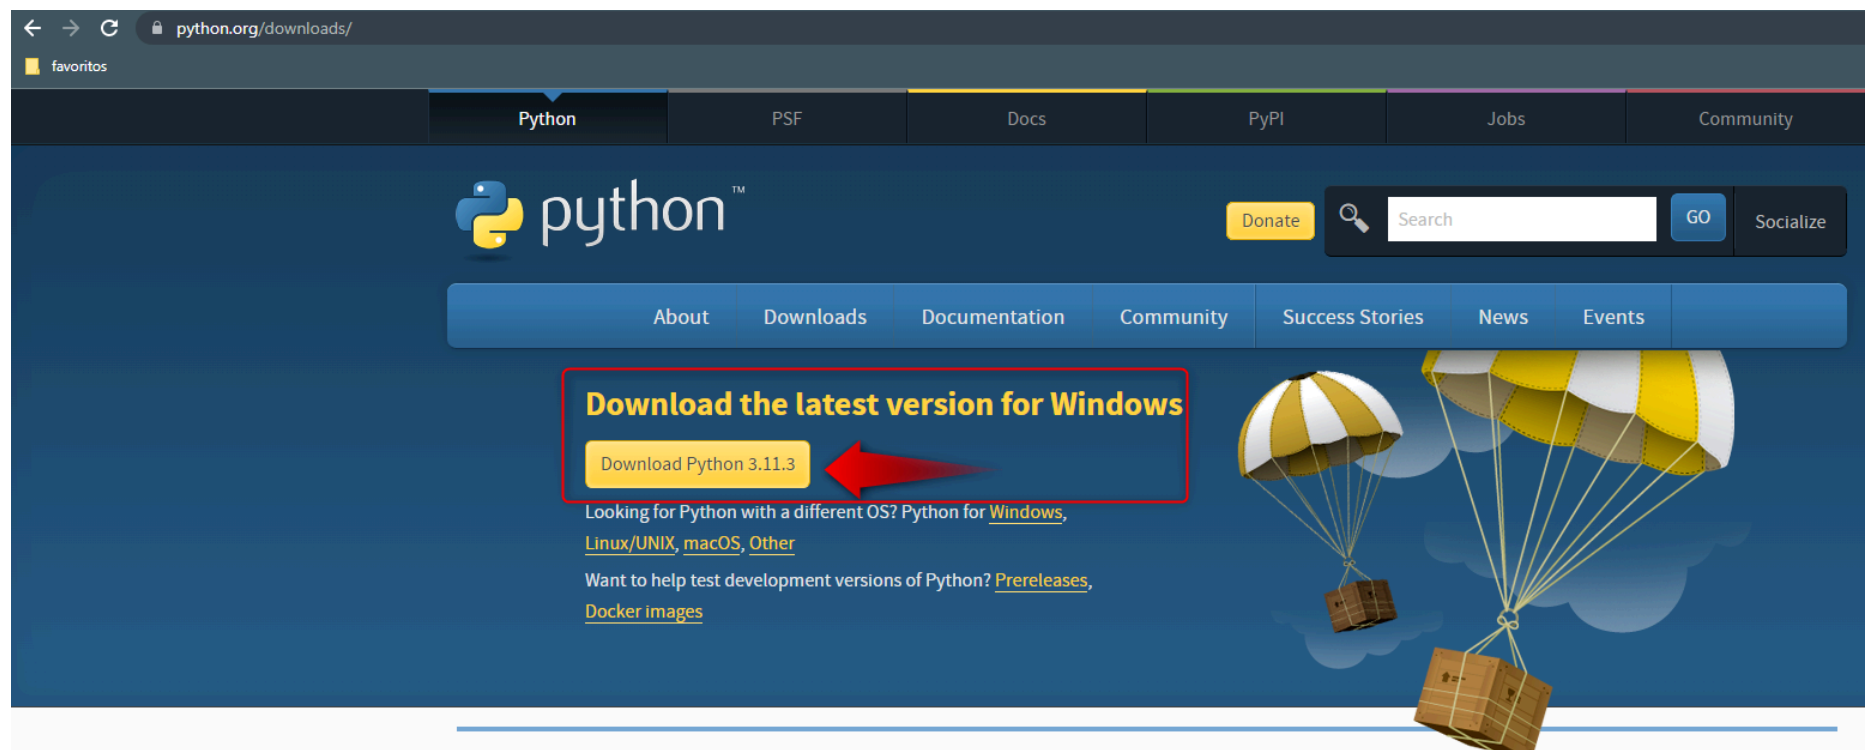 python.org/downloads/
favoritos
Python PSF Docs PyPI Jobs Community
python™
Donate Search GO Socialize
About Downloads Documentation Community Success Stories News Events
Download the latest version for Windows
Download Python 3.11.3
Looking for Python with a different OS? Python for Windows,
Linux/UNIX, macOS, Other
Want to help test development versions of Python? Prereleases,
Docker images